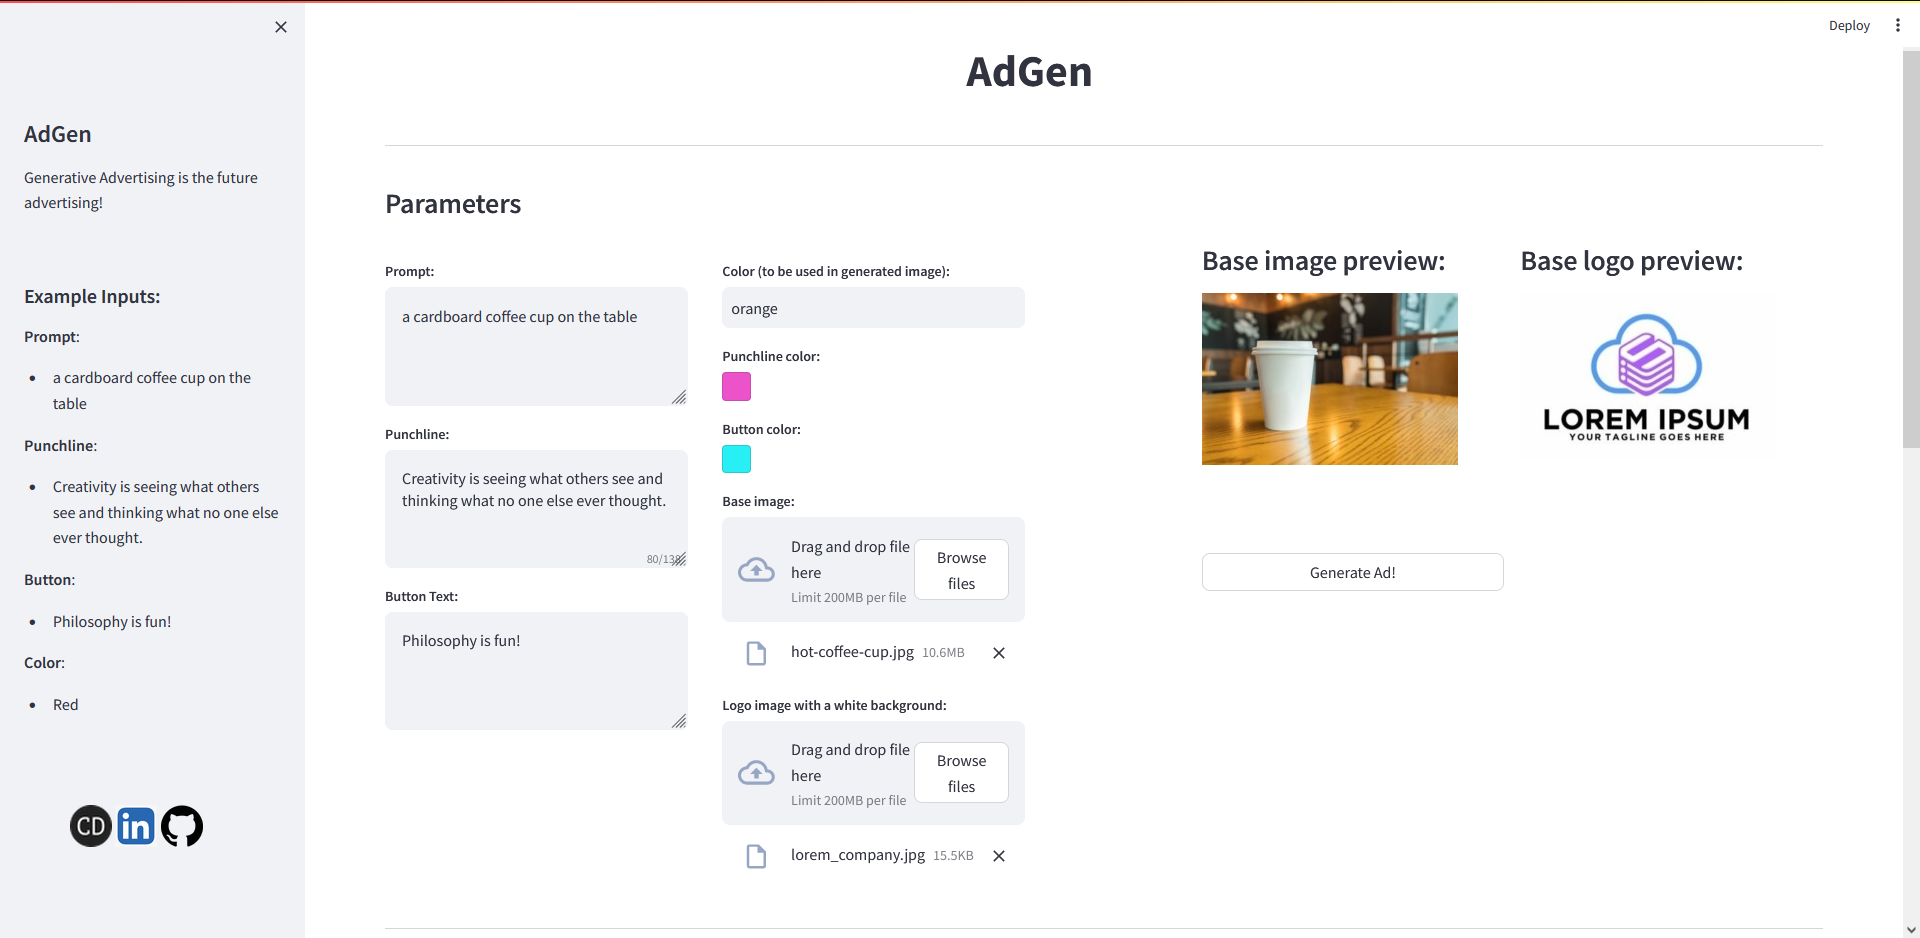 Deploy
AdGen
AdGen
Generative Advertising is the future
advertising!
Example Inputs:
Prompt:
a cardboard coffee cup on the
table
Punchline:
Creativity is seeing what others
see and thinking what no one else
ever thought.
Button:
Philosophy is fun!
Color:
Red
CD
in
Parameters
Prompt:
a cardboard coffee cup on the table
Punchline:
Creativity is seeing what others see and
thinking what no one else ever thought.
80/138
Button Text:
Philosophy is fun!
Color (to be used in generated image):
orange
Punchline color:
Button color:
Base image:
Drag and drop file
here
Limit 200MB per file
Browse
files
hot-coffee-cup.jpg 10.6MB
Logo image with a white background:
Drag and drop file
here
Limit 200MB per file
Browse
files
lorem_company.jpg 15.5KB
Base image preview:
Base logo preview:
LOREM IPSUM
YOUR TAGLINE GOES HERE
Generate Ad!